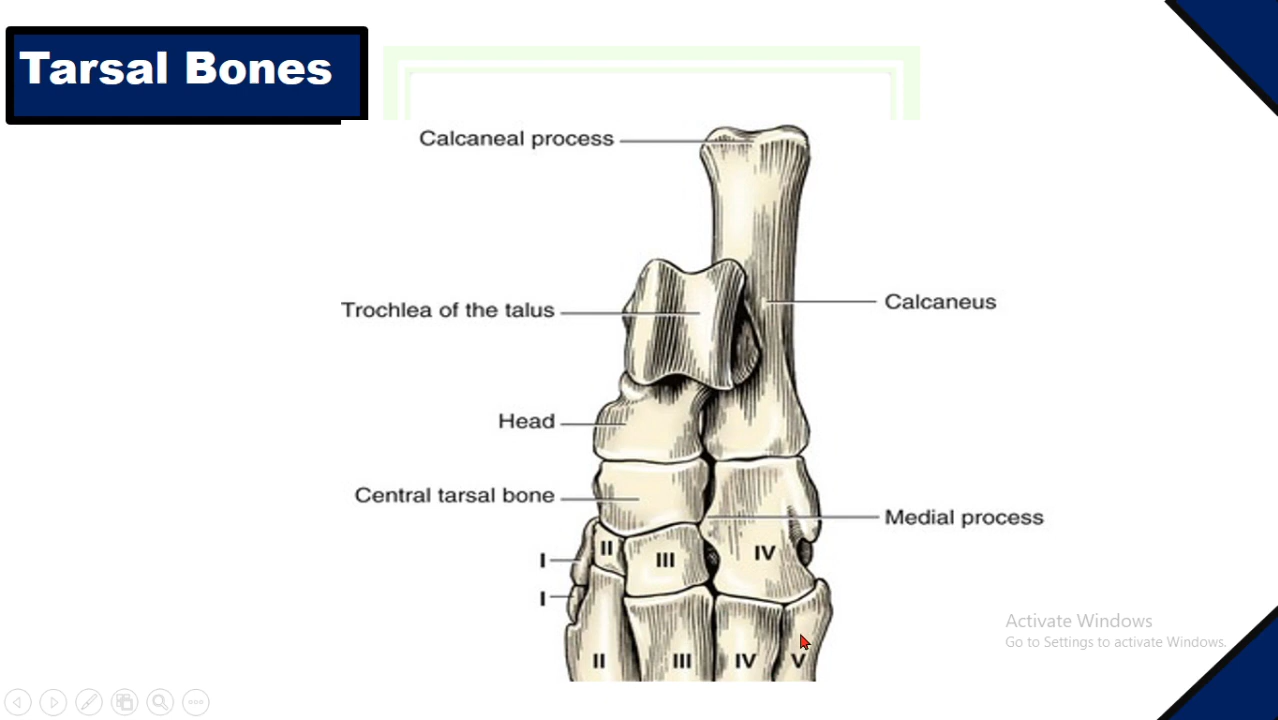 Tarsal Bones
Calcaneal process
Trochlea of the talus
Calcaneus
Head
Central tarsal bone
Medial process
I
II
III
IV
I
II
III
IV
V
Activate Windows
Go to Settings to activate Windows.